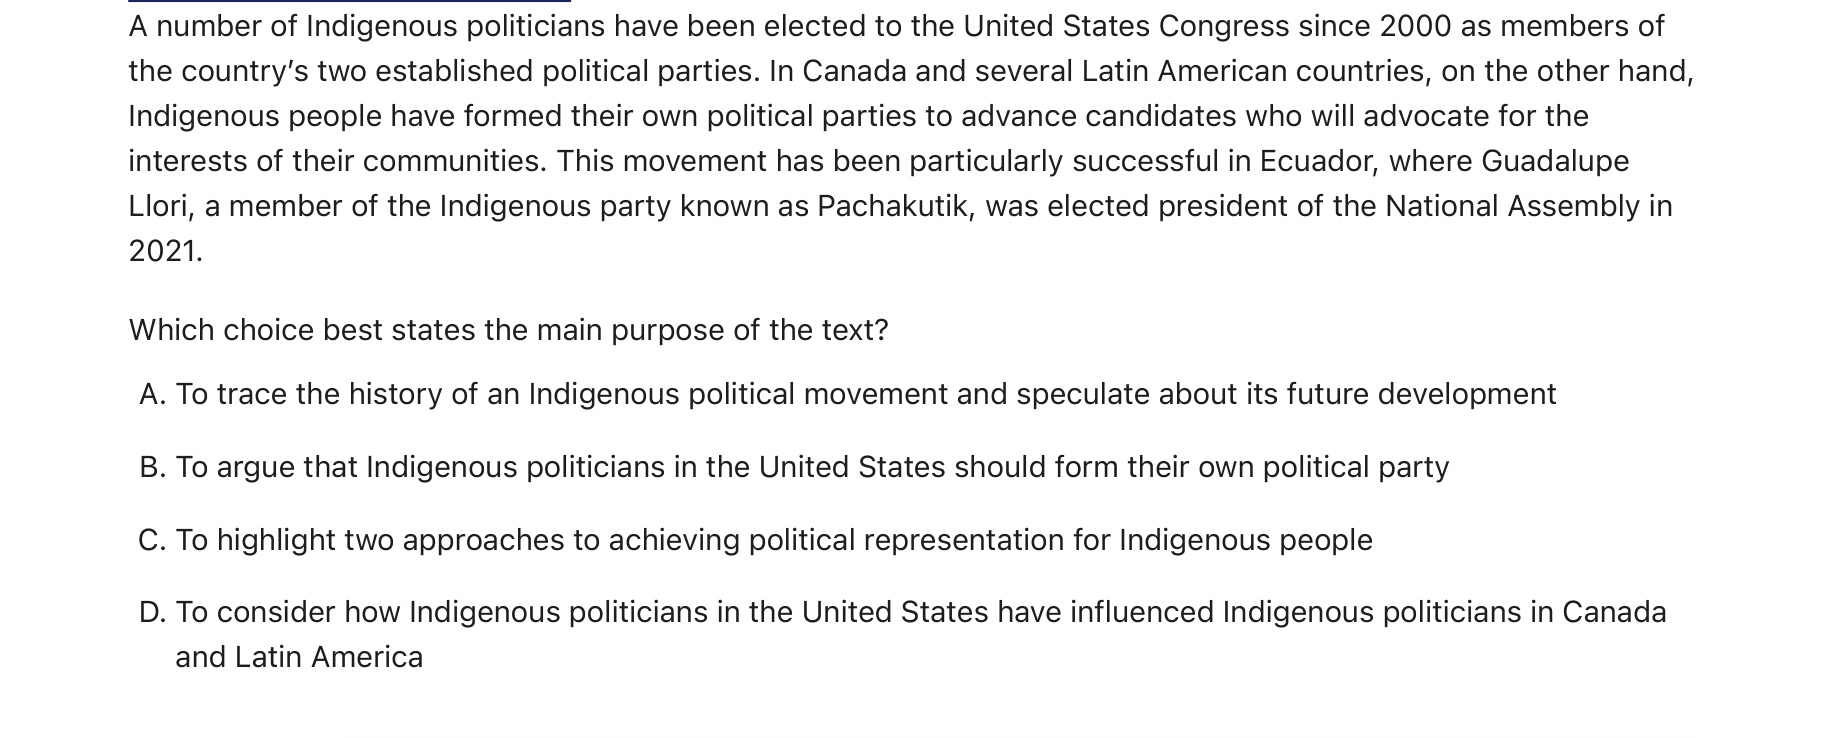 A number of Indigenous politicians have been elected to the United States Congress since 2000 as members of
the country’s two established political parties. In Canada and several Latin American countries, on the other hand,
Indigenous people have formed their own political parties to advance candidates who will advocate for the
interests of their communities. This movement has been particularly successful in Ecuador, where Guadalupe
Llori, a member of the Indigenous party known as Pachakutik, was elected president of the National Assembly in
2021.
Which choice best states the main purpose of the text?
A. To trace the history of an Indigenous political movement and speculate about its future development
B. To argue that Indigenous politicians in the United States should form their own political party
C. To highlight two approaches to achieving political representation for Indigenous people
D. To consider how Indigenous politicians in the United States have influenced Indigenous politicians in Canada
and Latin America